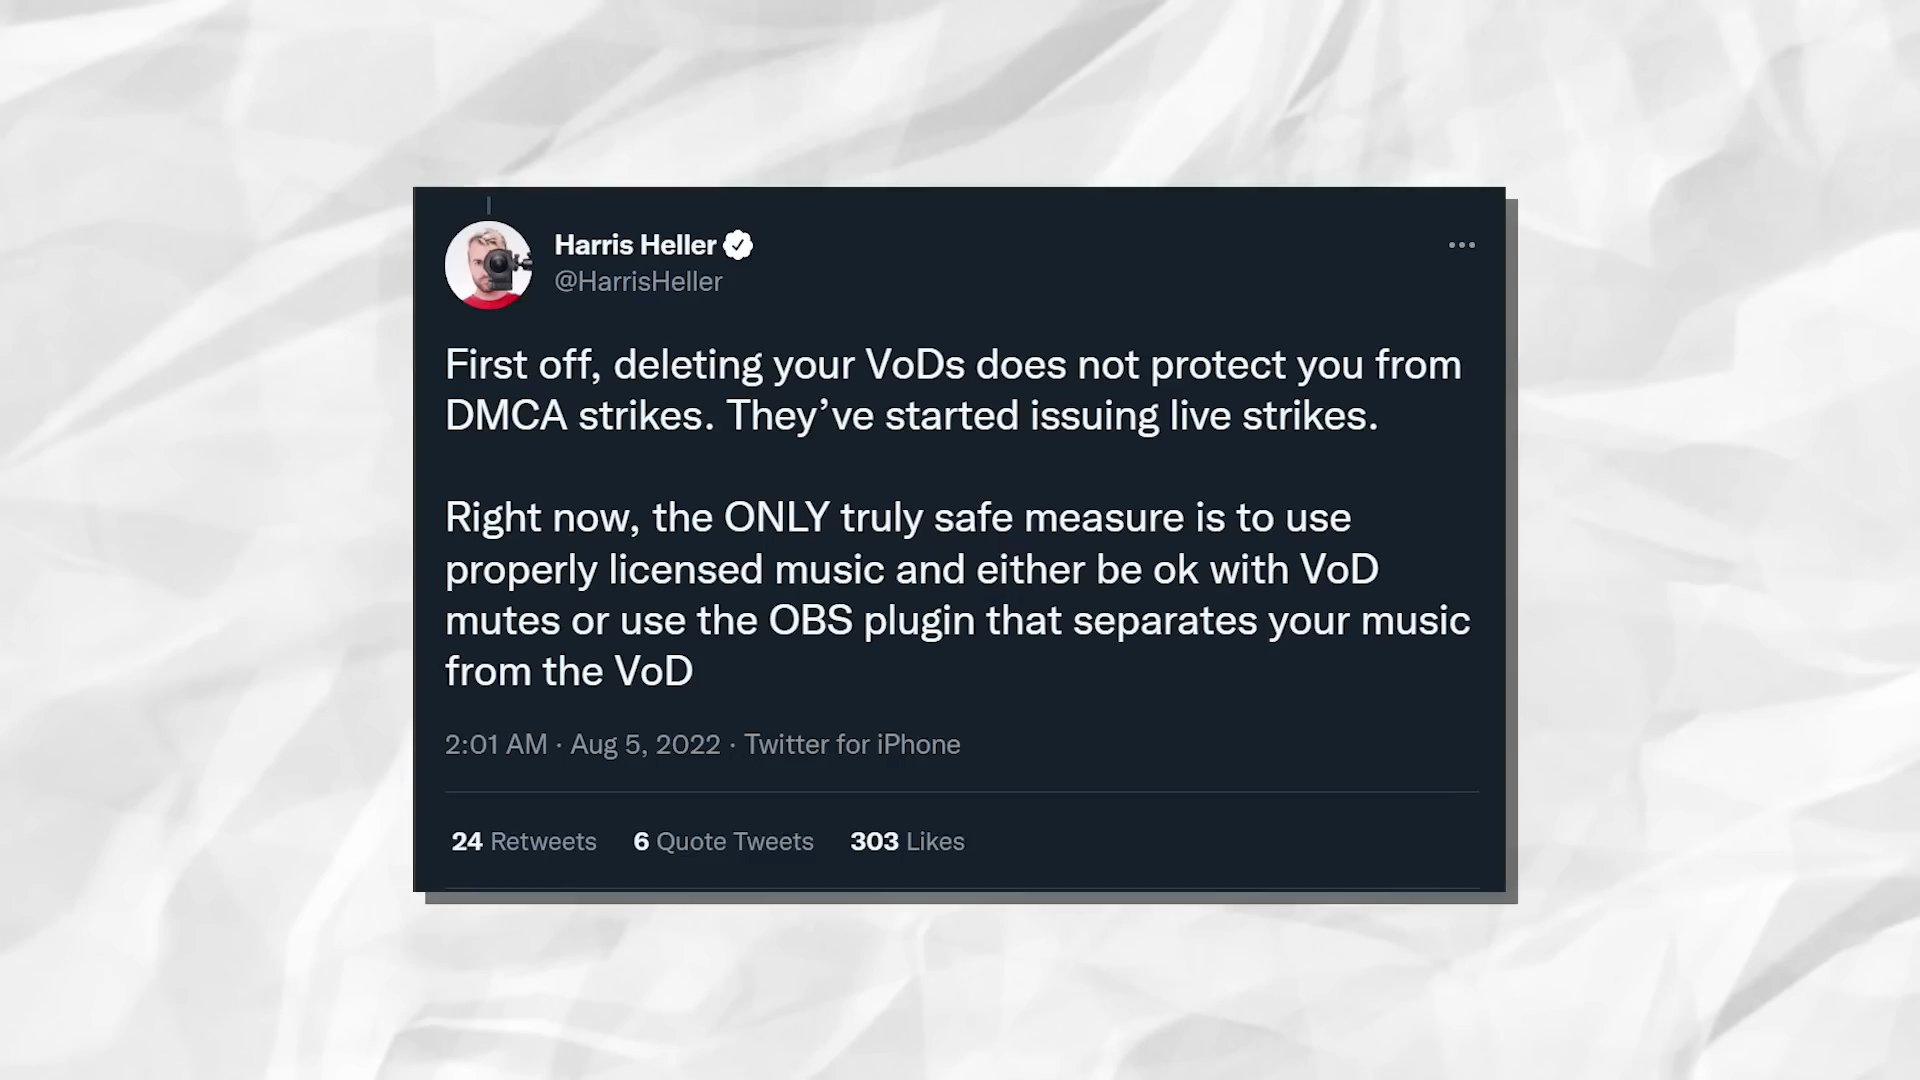 Harris Heller
@HarrisHeller
First off, deleting your VoDs does not protect you from
DMCA strikes. They’ve started issuing live strikes.
Right now, the ONLY truly safe measure is to use
properly licensed music and either be ok with VoD
mutes or use the OBS plugin that separates your music
from the VoD
2:01 AM · Aug 5, 2022 · Twitter for iPhone
24 Retweets 6 Quote Tweets 303 Likes